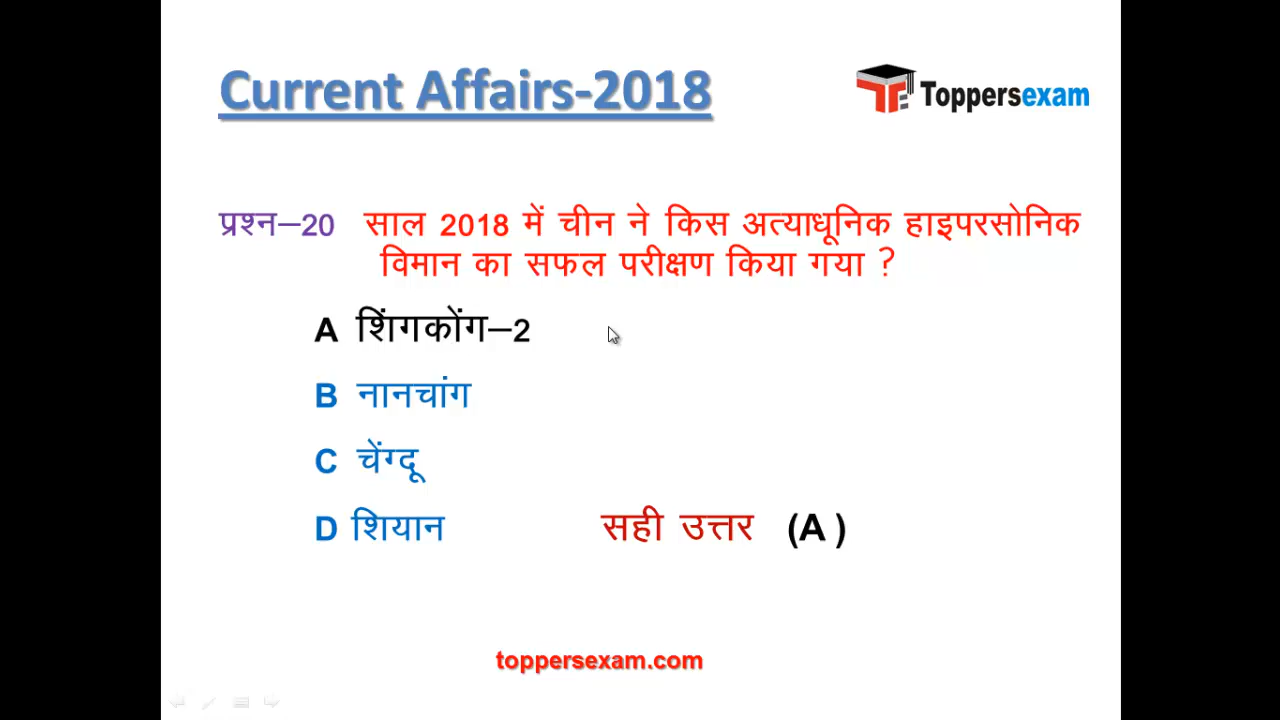 Current Affairs-2018
Toppersexam
प्रश्न–20 साल 2018 में चीन ने किस अत्याधूनिक हाइपरसोनिक
विमान का सफल परीक्षण किया गया ?
A शिंगकोंग–2
B नानचांग
C चेंग्दू
D शियान सही उत्तर (A )
toppersexam.com